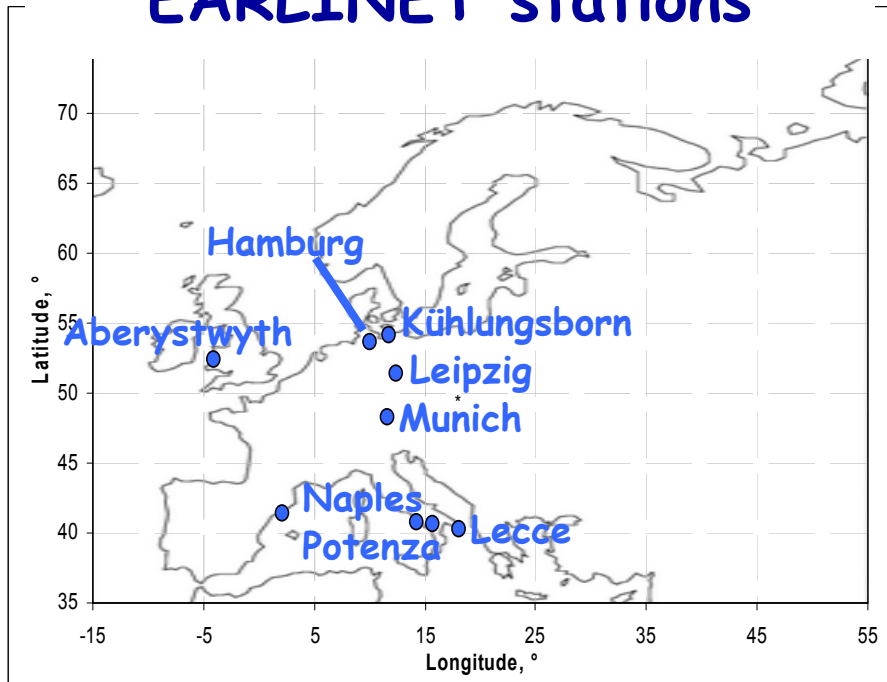 EARLINET stations
70
65
60
55
50
45
40
35
-15
-5
5
15
25
35
45
55
Latitude, °
Longitude, °
Hamburg
Aberystwyth
Kühlungsborn
Leipzig
*
Munich
Naples
Potenza
Lecce